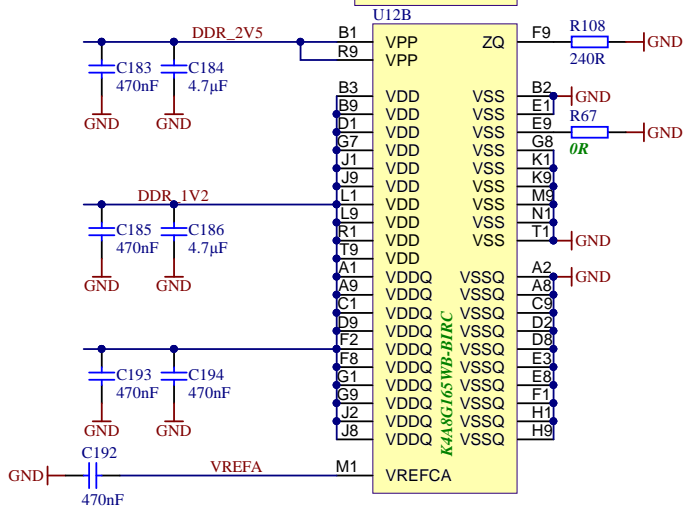 U12B
DDR_2V5 B1 VPP ZQ F9 R108 GND
R9 VPP 240R
C183 C184
470nF 4.7µF
GND GND
B3 VDD VSS B2 GND
B9 VDD VSS E1
D1 VDD VSS E9 R67 GND
0R
G7 VDD VSS G8
J1 VDD VSS K1
J9 VDD VSS K9
DDR_1V2 L1 VDD VSS M9
L9 VDD VSS N1
R1 VDD VSS T1 GND
T9 VDD
C185 C186
470nF 4.7µF
GND GND
A1 VDDQ VSSQ A2 GND
A9 VDDQ VSSQ A8
C1 VDDQ VSSQ C9
D9 VDDQ VSSQ D2
F2 VDDQ VSSQ D8
F8 VDDQ VSSQ E3
G1 VDDQ VSSQ E8
G9 VDDQ VSSQ F1
J2 VDDQ VSSQ H1
J8 VDDQ VSSQ H9
C193 C194
470nF 470nF
GND GND
K4A8G165WB-BIRC
C192
GND VREFA M1 VREFCA
470nF